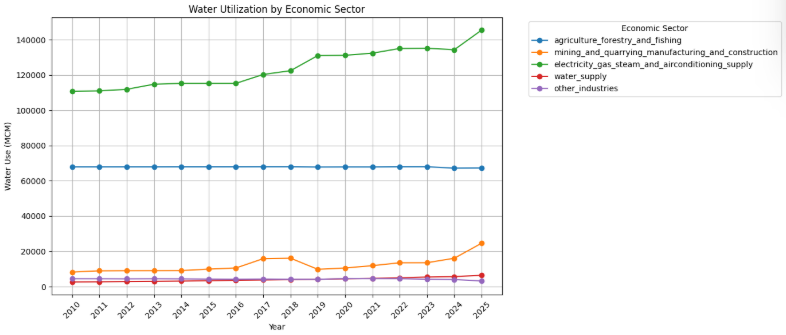 Water Utilization by Economic Sector
Water Use (MCM)
140000
120000
100000
80000
60000
40000
20000
0
2010 2011 2012 2013 2014 2015 2016 2017 2018 2019 2020 2021 2022 2023 2024 2025
Year
Economic Sector
agriculture_forestry_and_fishing
mining_and_quarrying_manufacturing_and_construction
electricity_gas_steam_and_airconditioning_supply
water_supply
other_industries